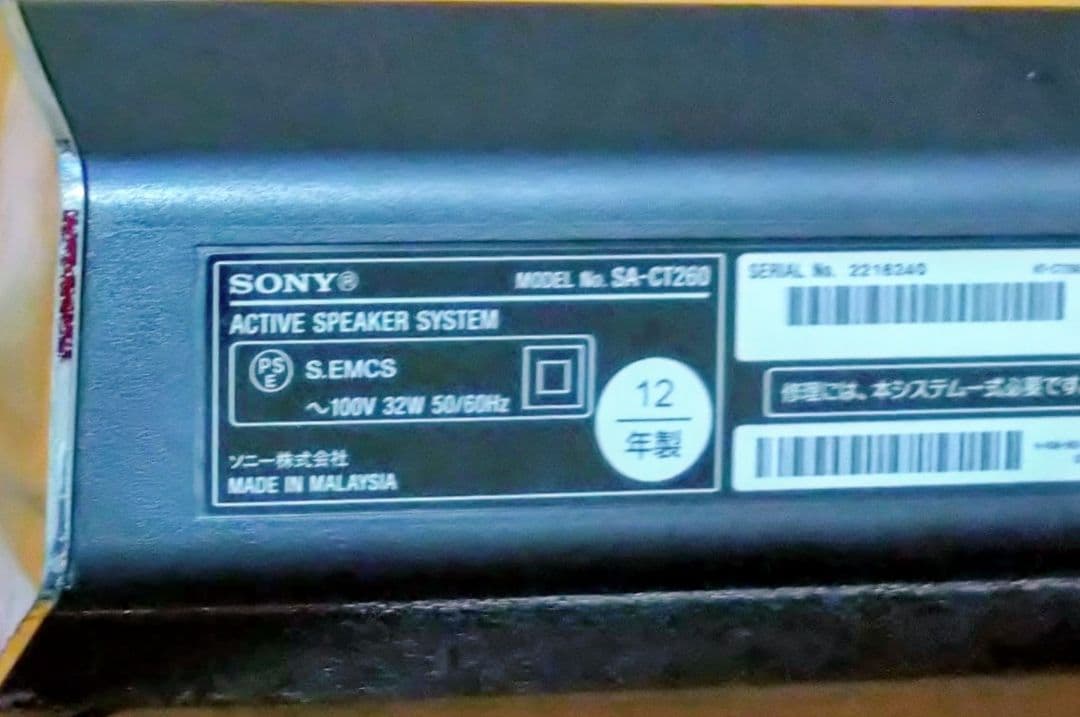 SONY®
MODEL No. SA-CT260
ACTIVE SPEAKER SYSTEM
PS
E
S.EMCS
～100V 32W 50/60Hz
12
年製
ソニー株式会社
MADE IN MALAYSIA
SERIAL No. 2216240
修理には、本システム一式必要です